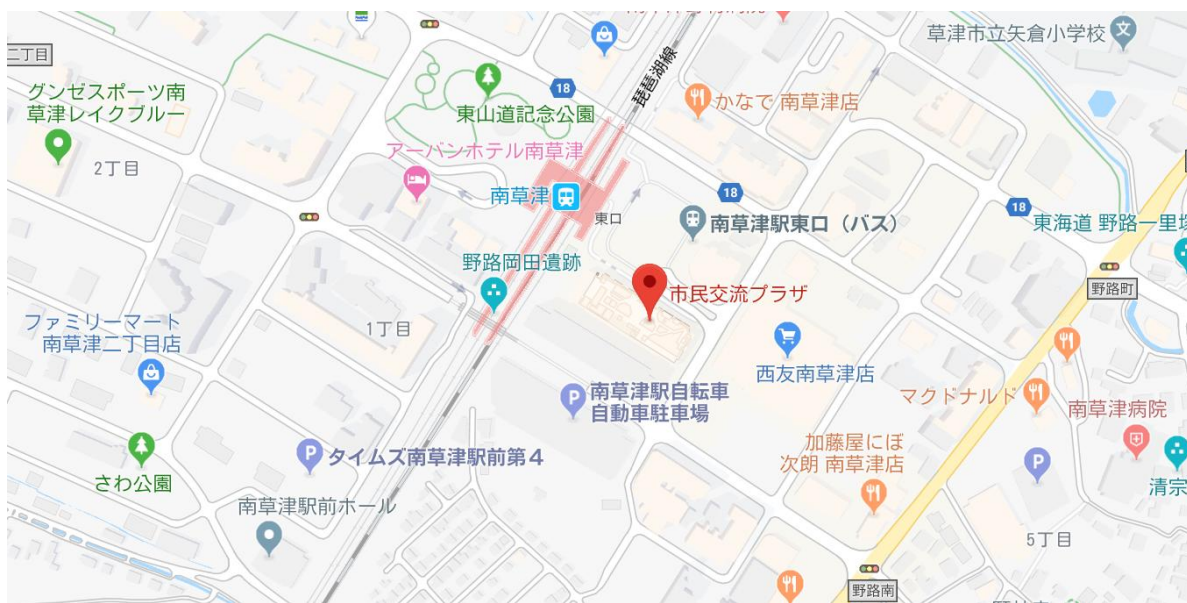 草津市立矢倉小学校
二丁目
グンゼスポーツ南
草津レイクブルー
2丁目
東山道記念公園
18
琵琶湖線
かなで 南草津店
アーバンホテル南草津
南草津
東口
18
南草津駅東口（バス）
18
東海道 野路一里塚
野路岡田遺跡
市民交流プラザ
野路町
ファミリーマート
南草津二丁目店
1丁目
西友南草津店
P
南草津駅自転車
自動車駐車場
マクドナルド
南草津病院
さわ公園
P
タイムズ南草津駅前第4
加藤屋にぼ
次朗 南草津店
P
清宗
南草津駅前ホール
5丁目
野路南